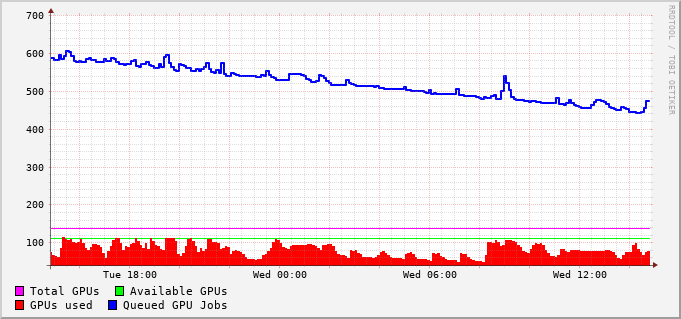 700
600
500
400
300
200
100
Tue 18:00 Wed 00:00 Wed 06:00 Wed 12:00
Total GPUs Available GPUs
GPUs used Queued GPU Jobs
RRDTOOL / TOBI OETIKER